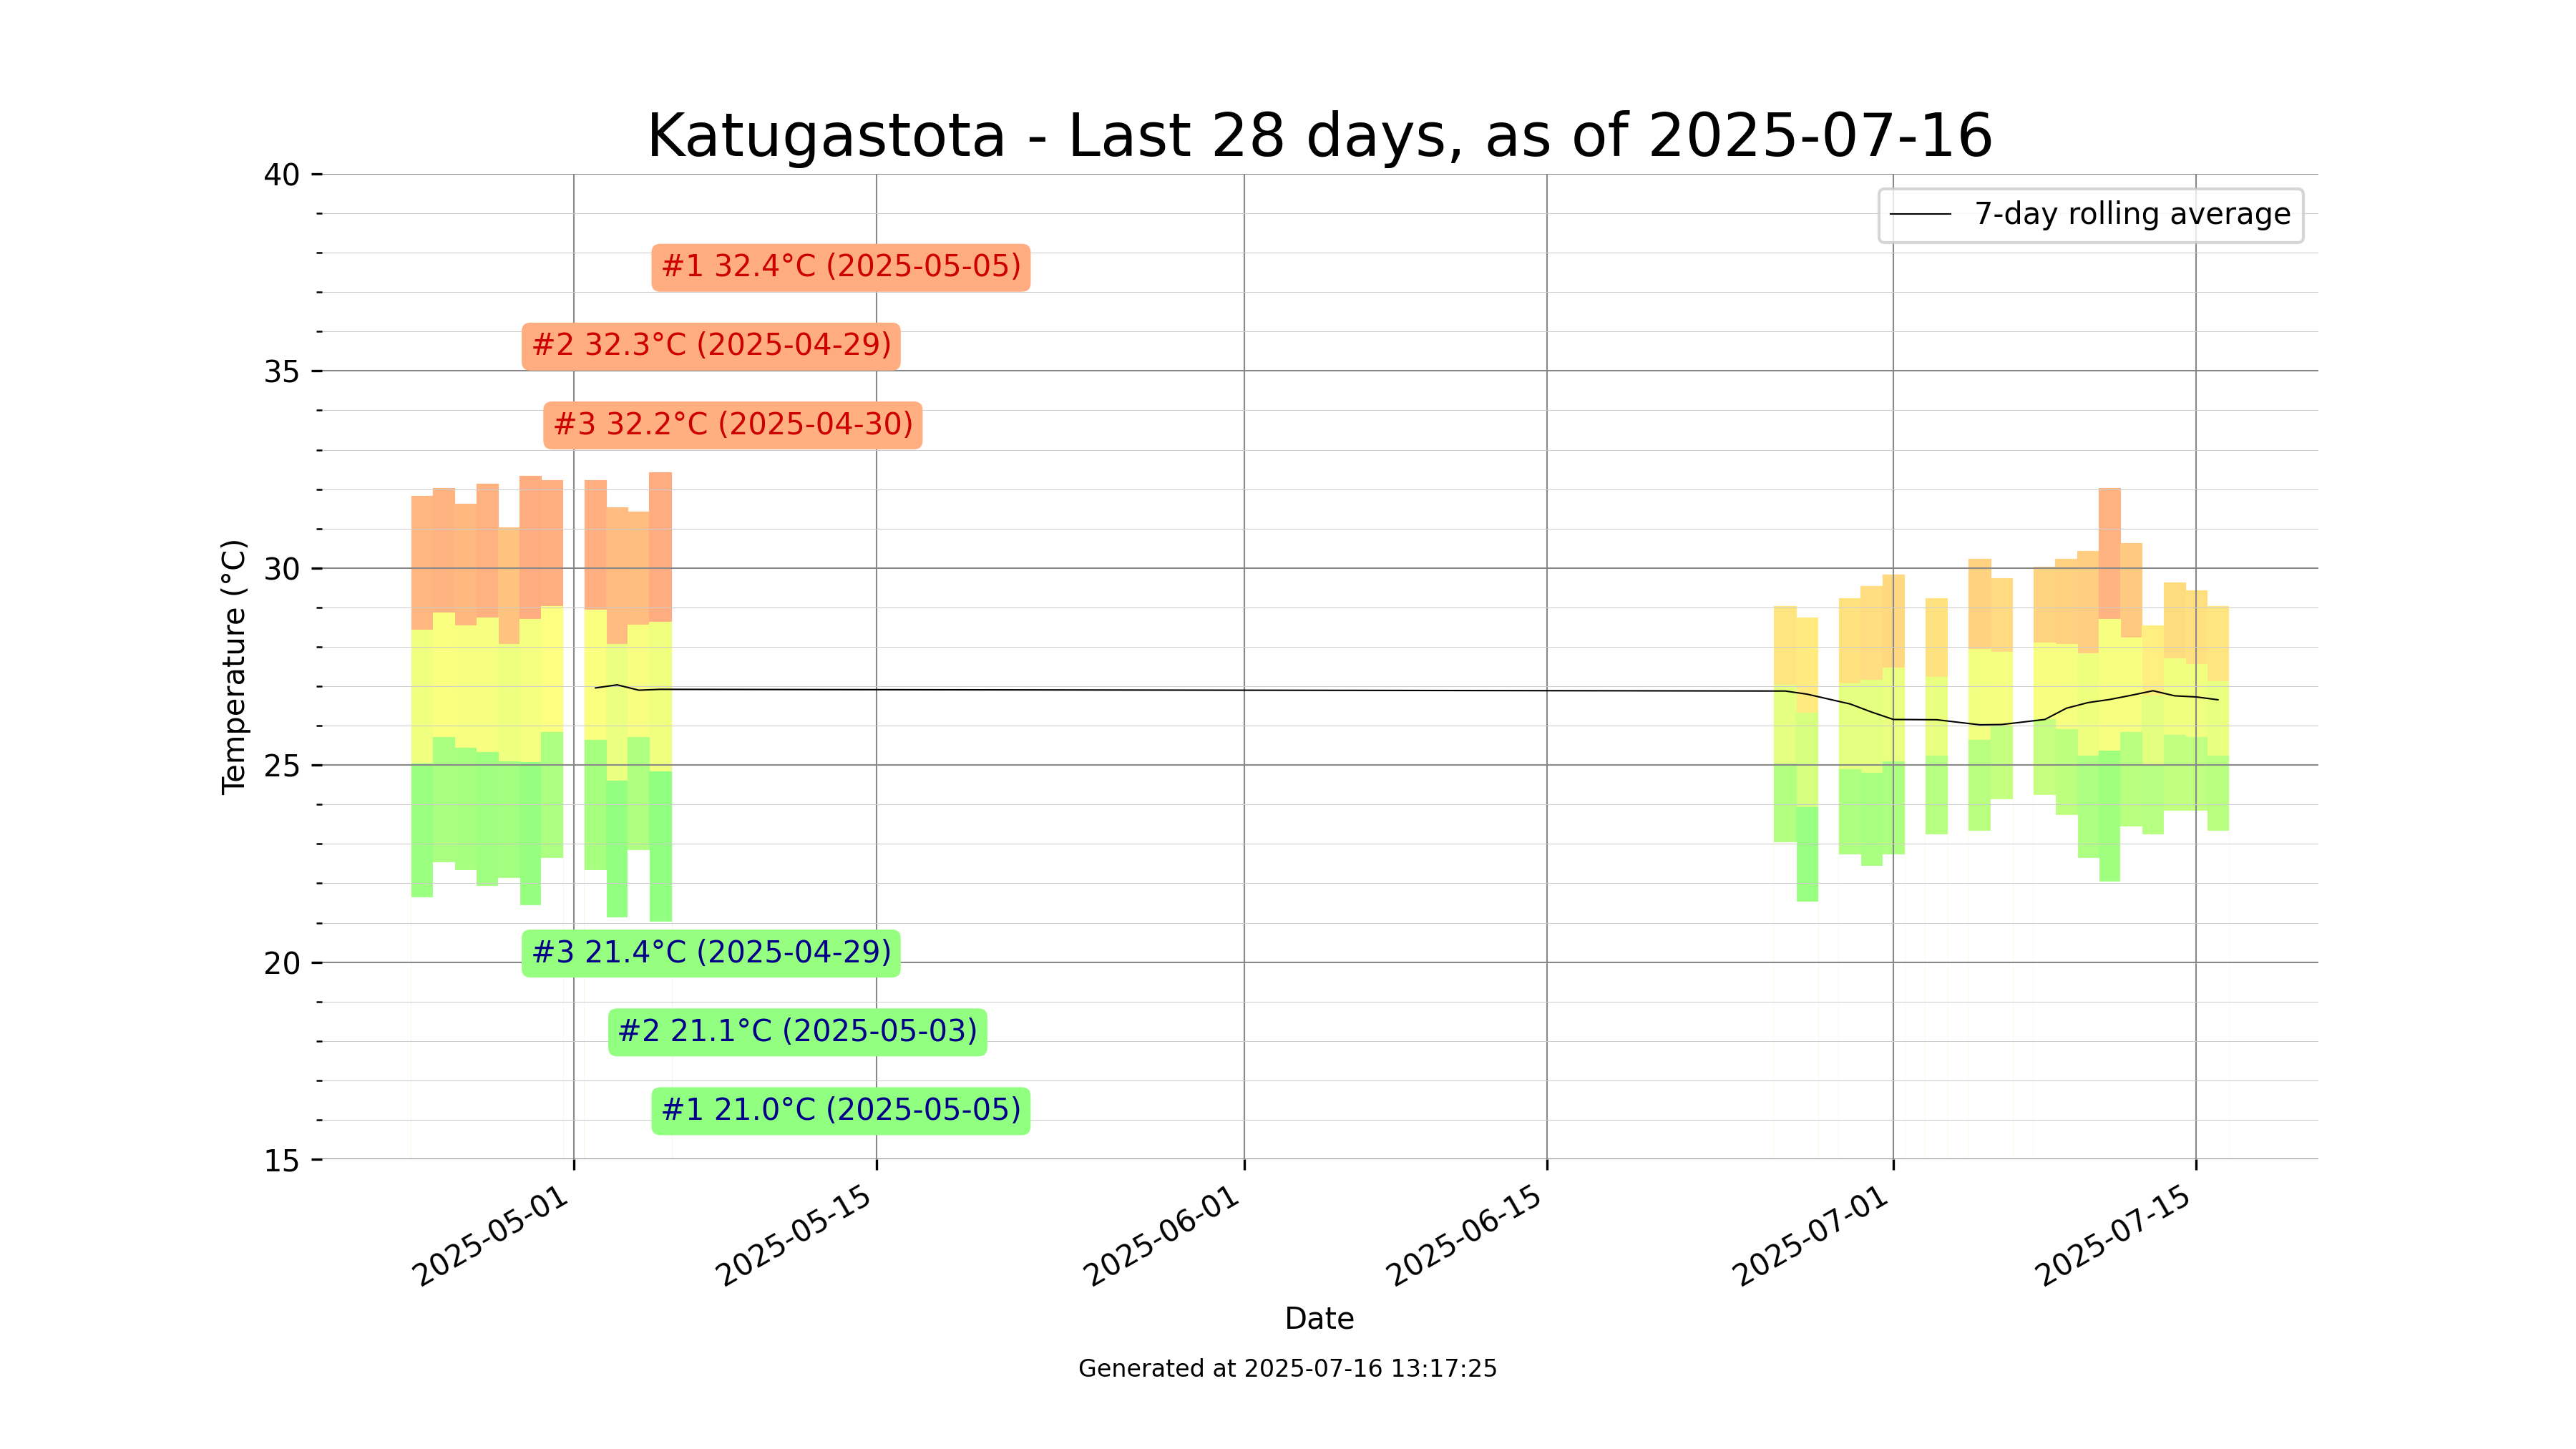 Katugastota - Last 28 days, as of 2025-07-16
7-day rolling average
40
35
30
25
20
15
Temperature (°C)
#1 32.4°C (2025-05-05)
#2 32.3°C (2025-04-29)
#3 32.2°C (2025-04-30)
#3 21.4°C (2025-04-29)
#2 21.1°C (2025-05-03)
#1 21.0°C (2025-05-05)
2025-05-01
2025-05-15
2025-06-01
2025-06-15
2025-07-01
2025-07-15
Date
Generated at 2025-07-16 13:17:25